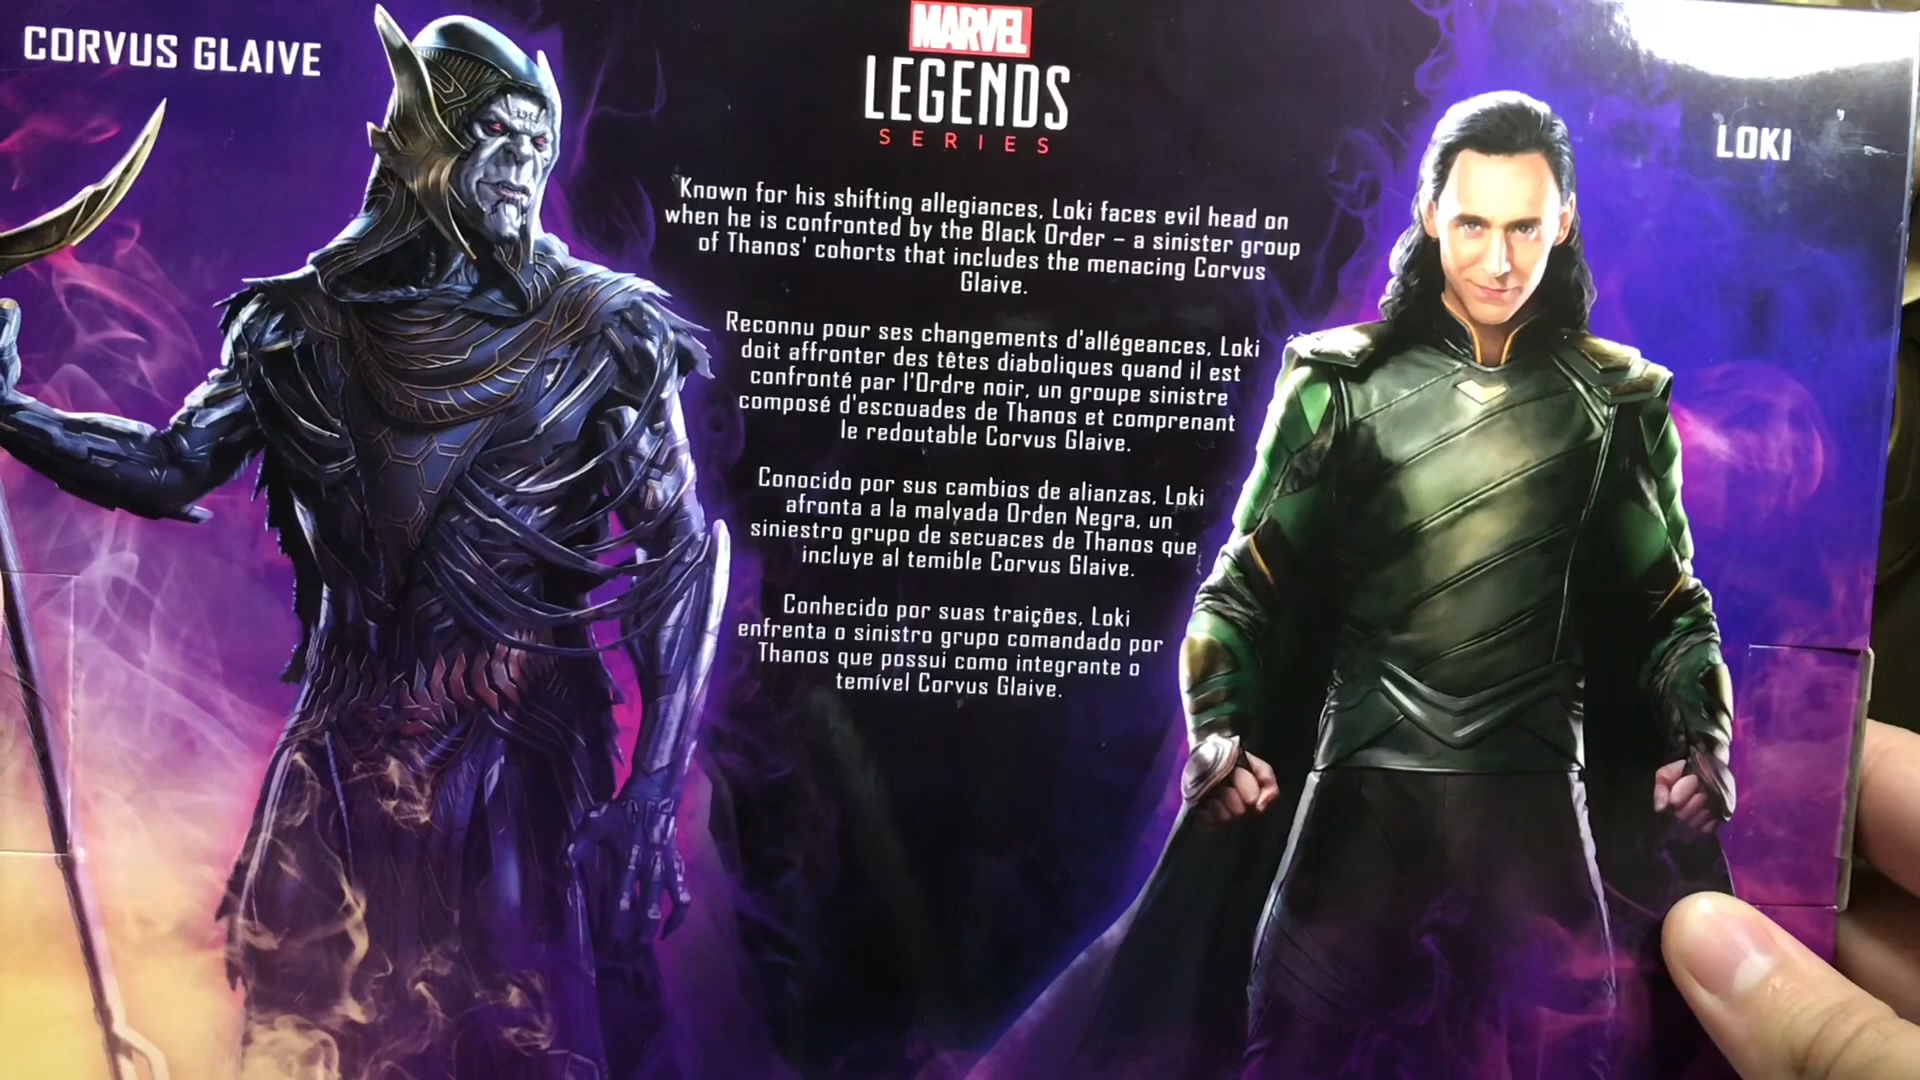 CORVUS GLAIVE
MARVEL
LEGENDS
SERIES
LOKI
Known for his shifting allegiances, Loki faces evil head on
when he is confronted by the Black Order – a sinister group
of Thanos' cohorts that includes the menacing Corvus
Glaive.
Reconnu pour ses changements d'allégeances, Loki
doit affronter des têtes diaboliques quand il est
confronté par l'Ordre noir, un groupe sinistre
composé d'escouades de Thanos et comprenant
le redoutable Corvus Glaive.
Conocido por sus cambios de alianzas, Loki
afronta a la malvada Orden Negra, un
siniestro grupo de secuaces de Thanos que
incluye al temible Corvus Glaive.
Conhecido por suas traições, Loki
enfrenta o sinistro grupo comandado por
Thanos que possui como integrante o
temível Corvus Glaive.